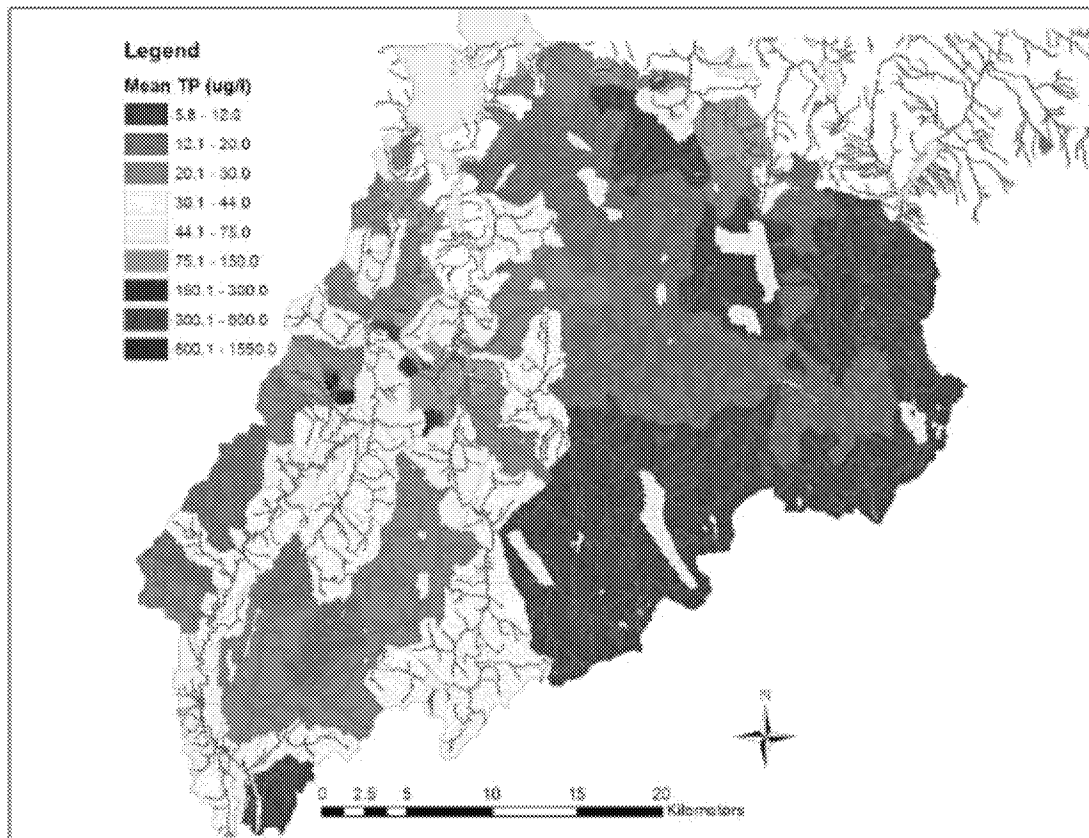 Legend
Mean TP (ug/l)
5.8 - 12.0
12.1 - 20.0
20.1 - 30.0
30.1 - 44.0
44.1 - 75.0
75.1 - 150.0
150.1 - 300.0
300.1 - 600.0
600.1 - 1550.0
N
0 2.5 5 10 15 20
Kilometers